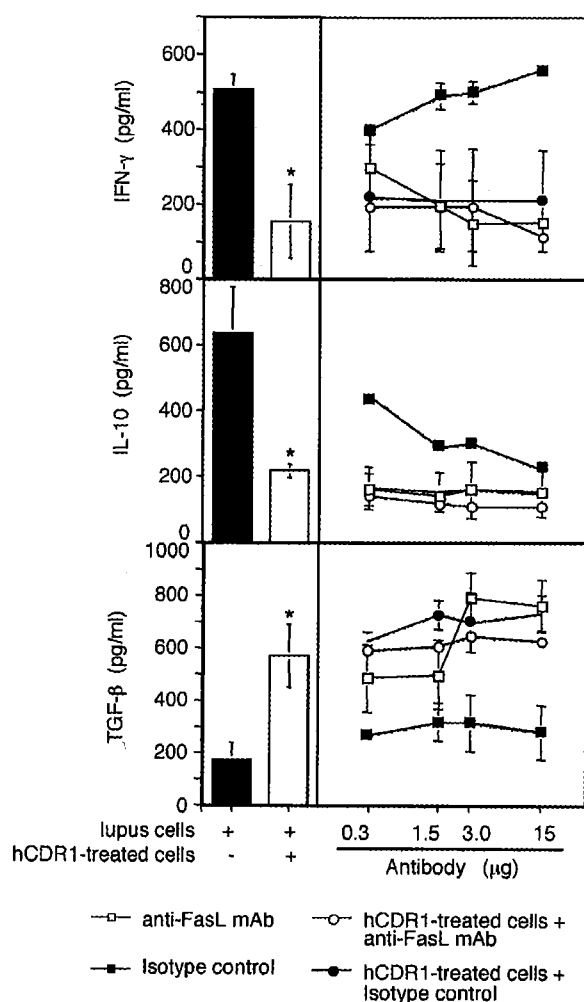 600
400
200
0
IFN-γ (pg/ml)
*
800
600
400
200
0
IL-10 (pg/ml)
*
1000
800
600
400
200
0
TGF-β (pg/ml)
*
lupus cells + +
hCDR1-treated cells - +
0.3 1.5 3.0 15
Antibody (μg)
anti-FasL mAb
Isotype control
hCDR1-treated cells +
anti-FasL mAb
hCDR1-treated cells +
Isotype control